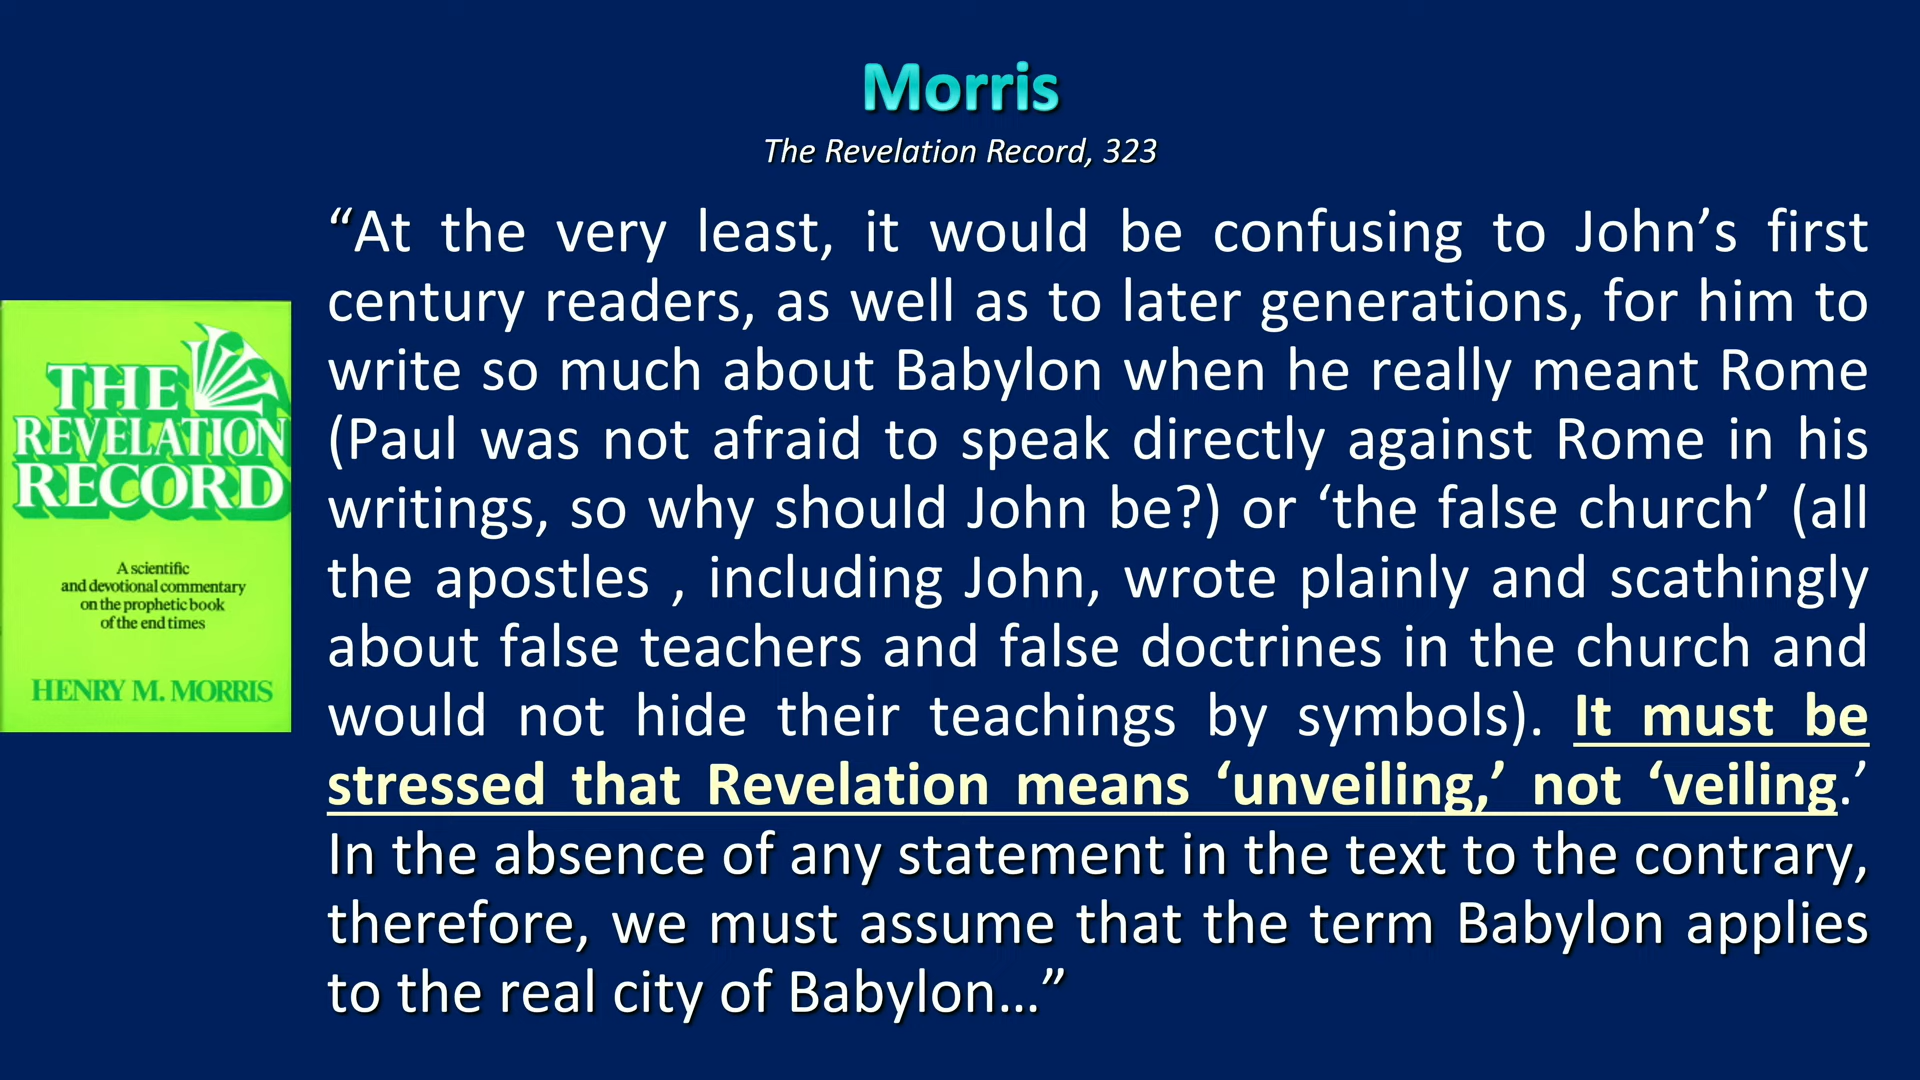 Morris
The Revelation Record, 323
“At the very least, it would be confusing to John’s first
century readers, as well as to later generations, for him to
write so much about Babylon when he really meant Rome
(Paul was not afraid to speak directly against Rome in his
writings, so why should John be?) or ‘the false church’ (all
the apostles , including John, wrote plainly and scathingly
about false teachers and false doctrines in the church and
would not hide their teachings by symbols). It must be
stressed that Revelation means ‘unveiling,’ not ‘veiling.’
In the absence of any statement in the text to the contrary,
therefore, we must assume that the term Babylon applies
to the real city of Babylon…”
THE
REVELATION
RECORD
A scientific
and devotional commentary
on the prophetic book
of the end times
HENRY M. MORRIS